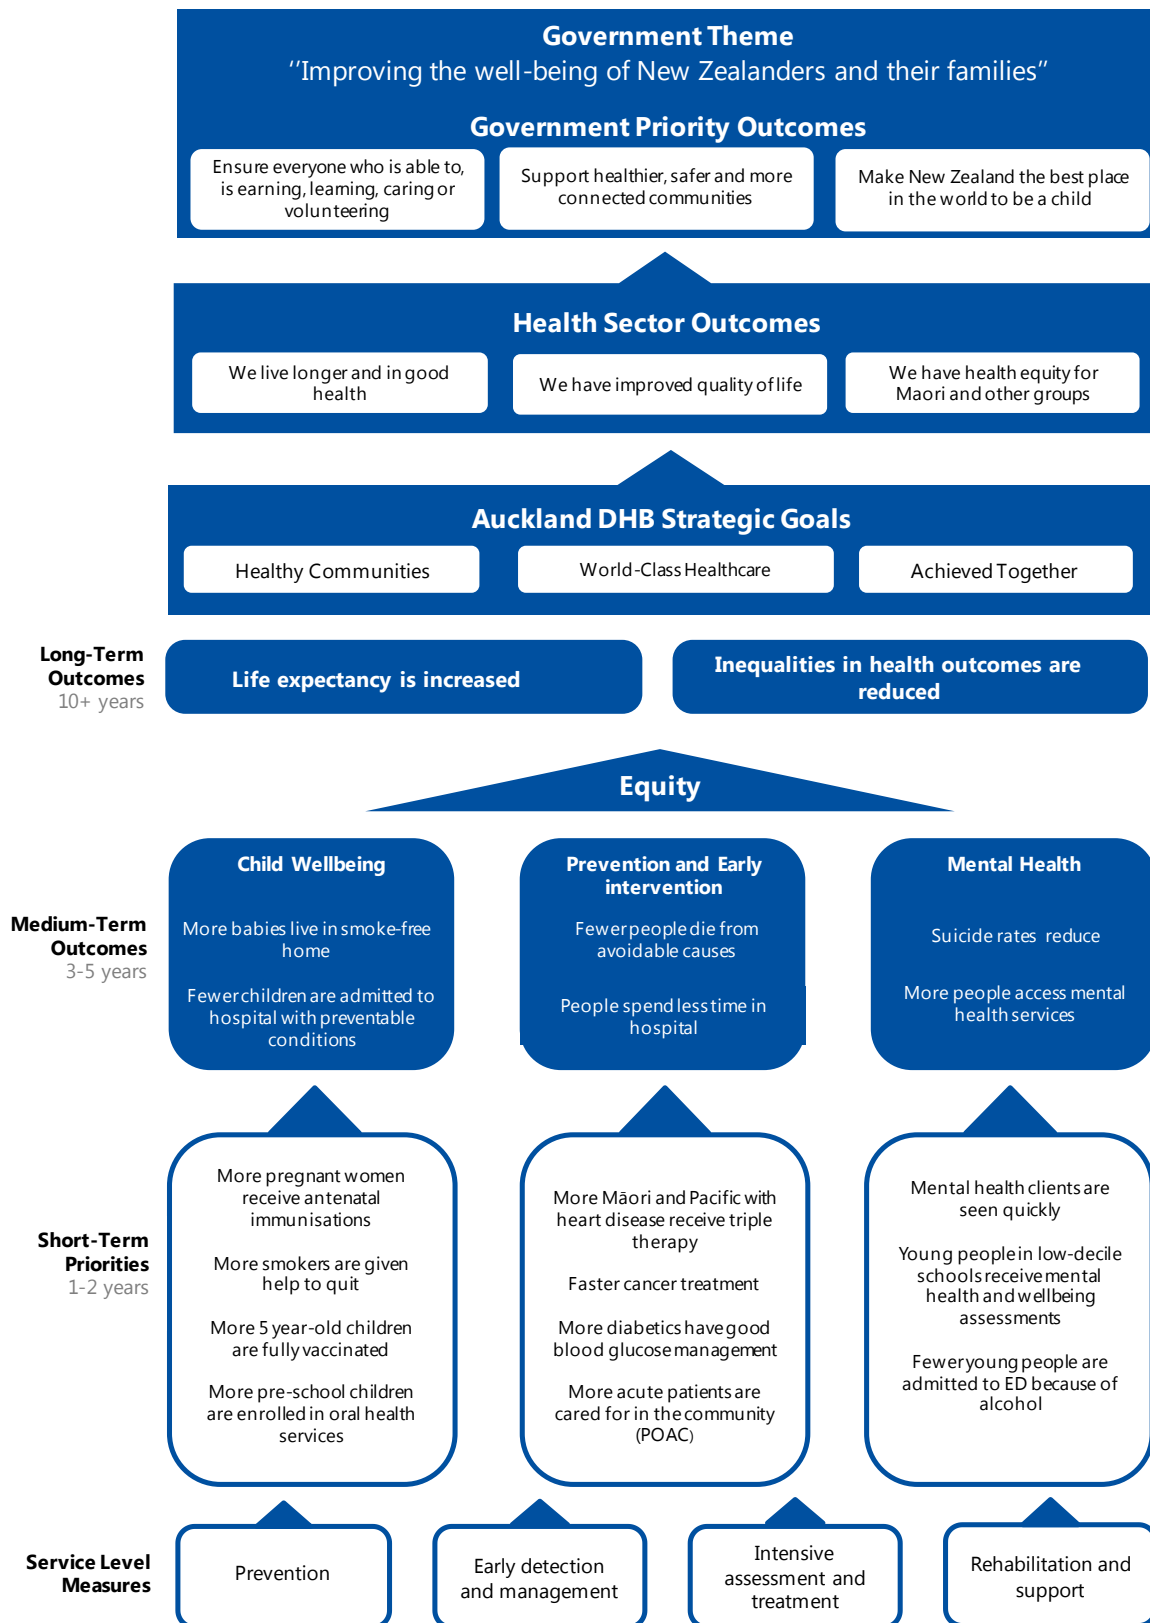 Government Theme
‘‘Improving the well-being of New Zealanders and their families’’
Government Priority Outcomes
Ensure everyone who is able to,
is earning, learning, caring or
volunteering
Support healthier, safer and more
connected communities
Make New Zealand the best place
in the world to be a child
Health Sector Outcomes
We live longer and in good
health
We have improved quality of life
We have health equity for
Maori and other groups
Auckland DHB Strategic Goals
Healthy Communities
World-Class Healthcare
Achieved Together
Long-Term
Outcomes
10+ years
Life expectancy is increased
Inequalities in health outcomes are
reduced
Equity
Medium-Term
Outcomes
3-5 years
Child Wellbeing
More babies live in smoke-free
home
Fewer children are admitted to
hospital with preventable
conditions
Prevention and Early
intervention
Fewer people die from
avoidable causes
People spend less time in
hospital
Mental Health
Suicide rates reduce
More people access mental
health services
Short-Term
Priorities
1-2 years
More pregnant women
receive antenatal
immunisations
More smokers are given
help to quit
More 5 year-old children
are fully vaccinated
More pre-school children
are enrolled in oral health
services
More Māori and Pacific with
heart disease receive triple
therapy
Faster cancer treatment
More diabetics have good
blood glucose management
More acute patients are
cared for in the community
(POAC)
Mental health clients are
seen quickly
Young people in low-decile
schools receive mental
health and wellbeing
assessments
Fewer young people are
admitted to ED because of
alcohol
Service Level
Measures
Prevention
Early detection
and management
Intensive
assessment and
treatment
Rehabilitation and
support